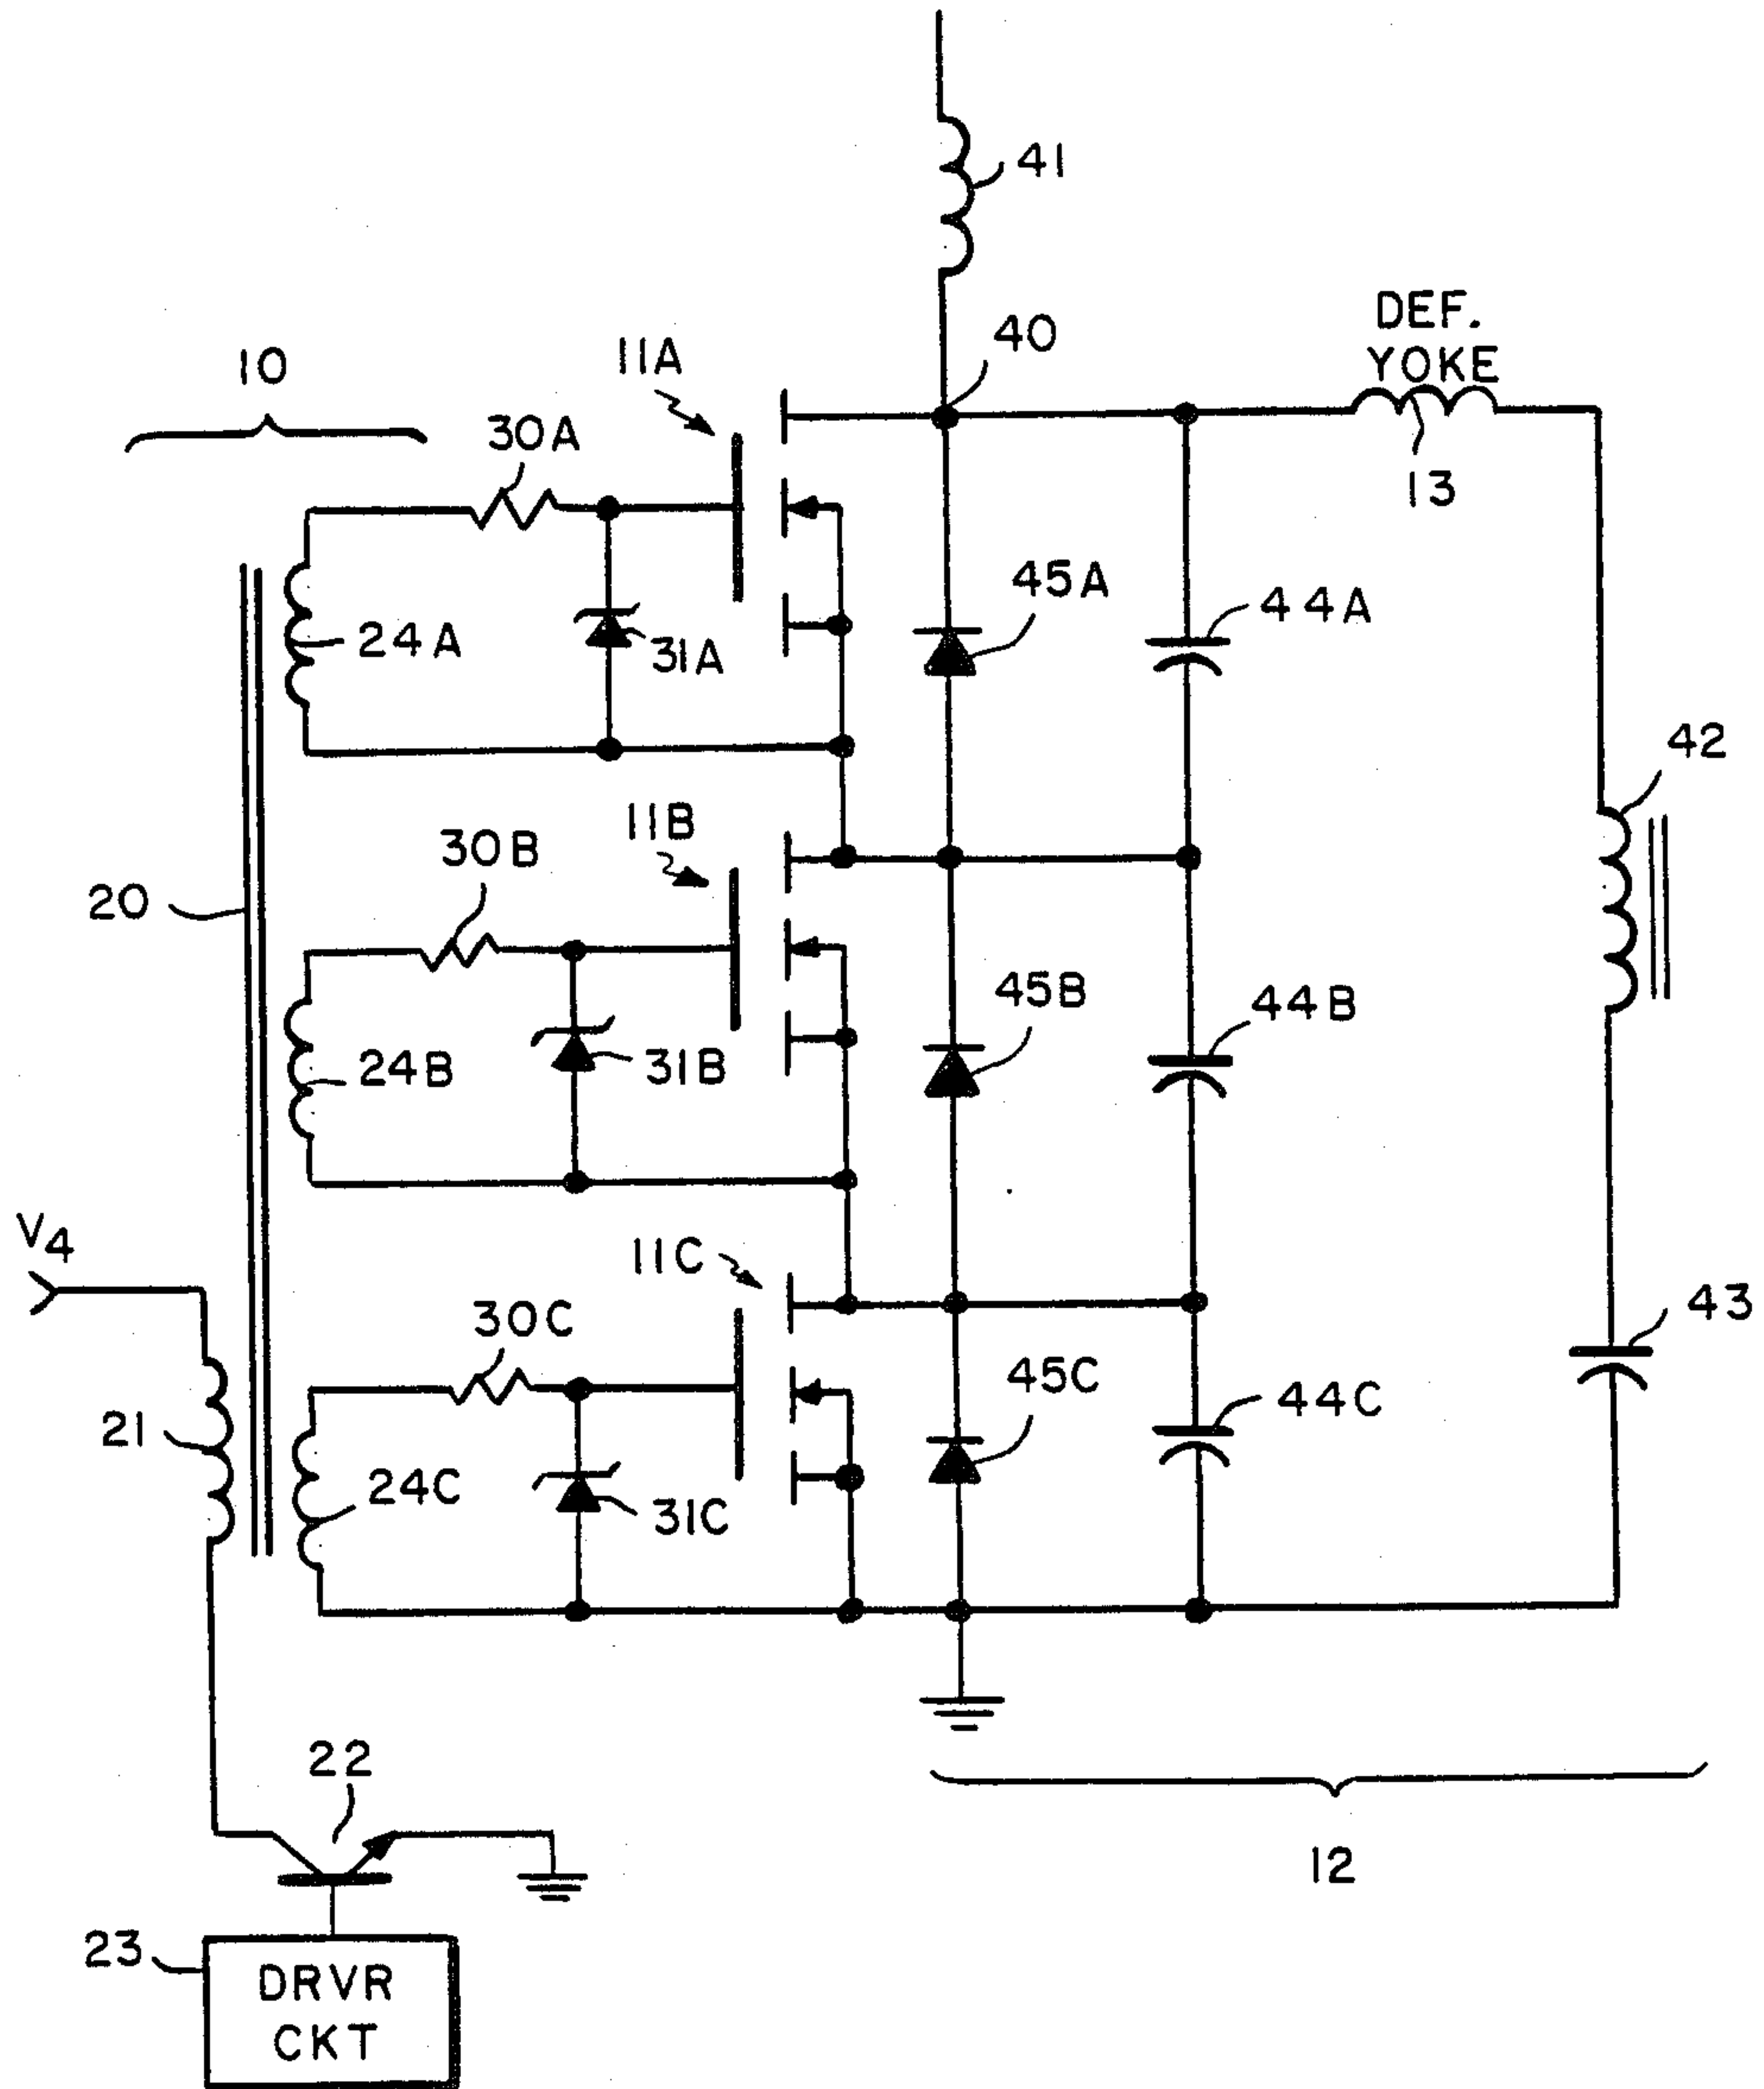 41
40
DEF.
YOKE
10
11A
30A
13
45A
44A
24A
31A
42
11B
30B
20
45B
44B
24B
31B
V4
11C
30C
43
45C
44C
21
24C
31C
22
12
23
DRVR
CKT